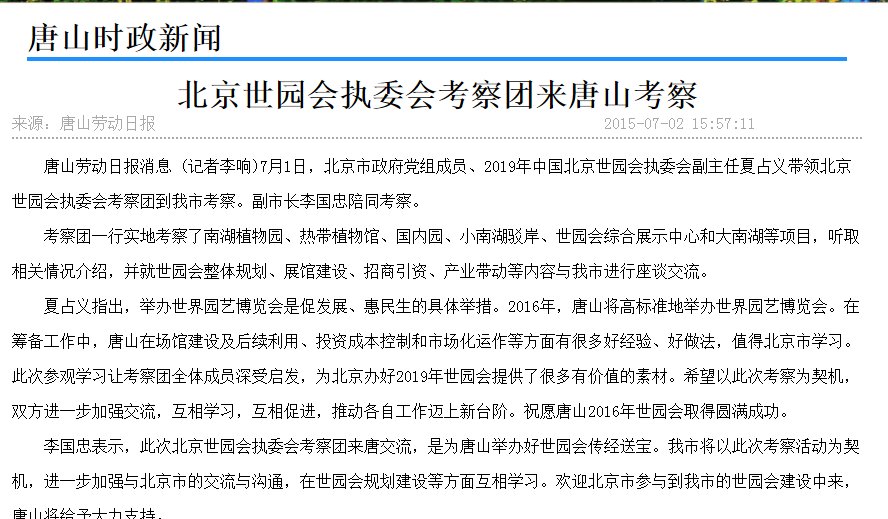 唐山时政新闻
北京世园会执委会考察团来唐山考察
来源：唐山劳动日报 2015-07-02 15:57:11
唐山劳动日报消息 (记者李响)7月1日，北京市政府党组成员、2019年中国北京世园会执委会副主任夏占义带领北京
世园会执委会考察团到我市考察。副市长李国忠陪同考察。
考察团一行实地考察了南湖植物园、热带植物馆、国内园、小南湖驳岸、世园会综合展示中心和大南湖等项目，听取
相关情况介绍，并就世园会整体规划、展馆建设、招商引资、产业带动等内容与我市进行座谈交流。
夏占义指出，举办世界园艺博览会是促发展、惠民生的具体举措。2016年，唐山将高标准地举办世界园艺博览会。在
筹备工作中，唐山在场馆建设及后续利用、投资成本控制和市场化运作等方面有很多好经验、好做法，值得北京市学习。
此次参观学习让考察团全体成员深受启发，为北京办好2019年世园会提供了很多有价值的素材。希望以此次考察为契机，
双方进一步加强交流，互相学习，互相促进，推动各自工作迈上新台阶。祝愿唐山2016年世园会取得圆满成功。
李国忠表示，此次北京世园会执委会考察团来唐交流，是为唐山举办好世园会传经送宝。我市将以此次考察活动为契
机，进一步加强与北京市的交流与沟通，在世园会规划建设等方面互相学习。欢迎北京市参与到我市的世园会建设中来，
唐山将给予大力支持。